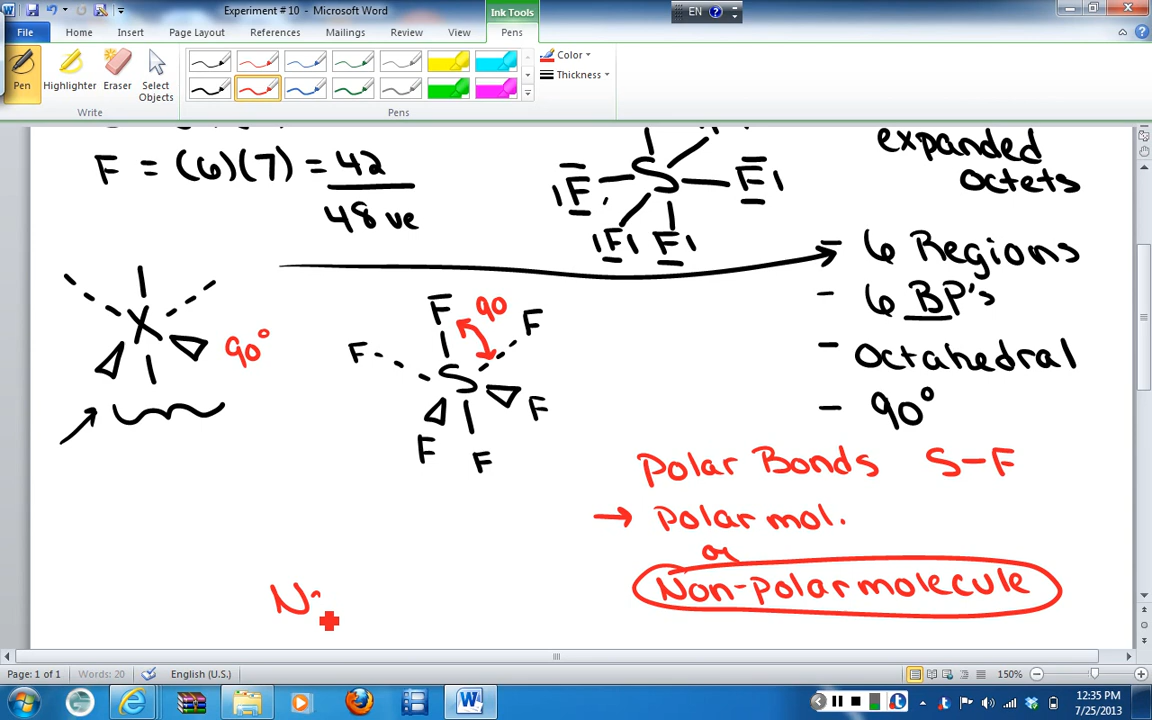 Experiment # 10 - Microsoft Word
Ink Tools
EN
File Home Insert Page Layout References Mailings Review View Pens
Pen Highlighter Eraser Select Objects
Color
Thickness
Write
Pens
F = (6)(7) = 42
48 ve
F S F
F F
expanded
octets
- 6 Regions
- 6 BP's
- Octahedral
- 90°
X 90°
F 90 F
F S F
F F
Polar Bonds S-F
→ Polar mol.
or
Non-polar molecule
N
Page: 1 of 1 Words: 20 English (U.S.) 150%
12:35 PM
7/25/2013